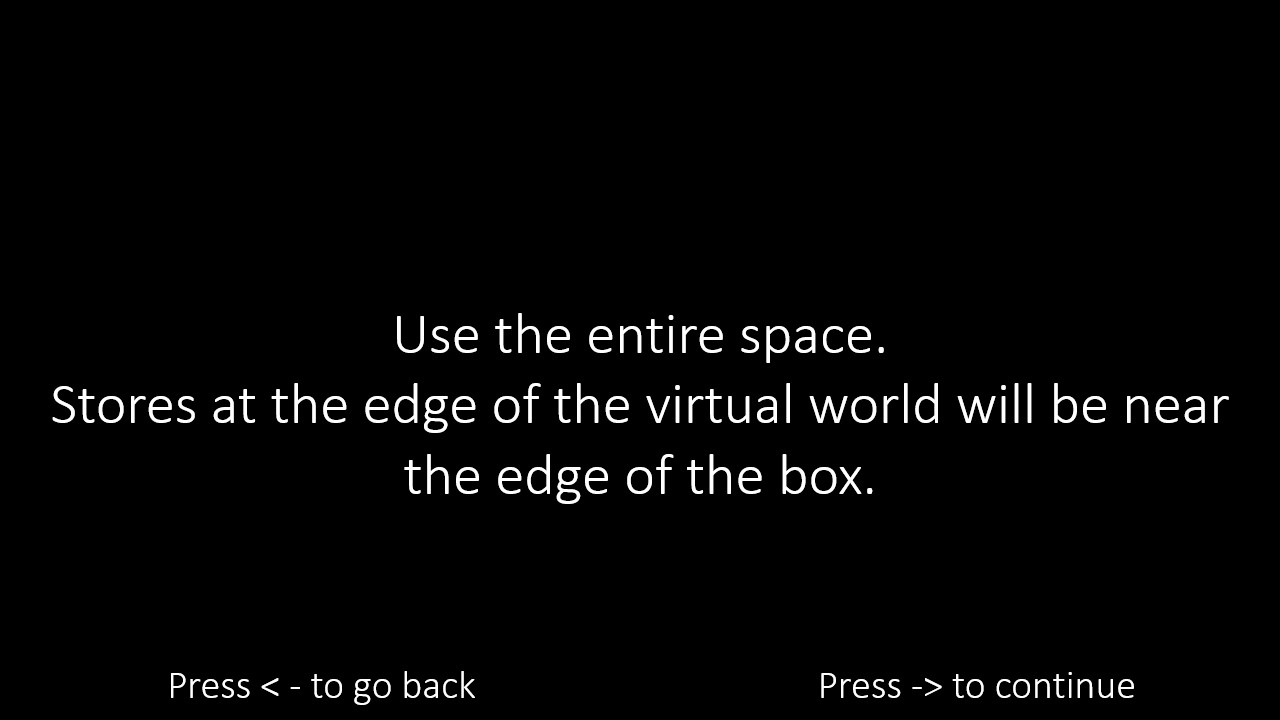 Use the entire space.
Stores at the edge of the virtual world will be near
the edge of the box.
Press < - to go back
Press -> to continue